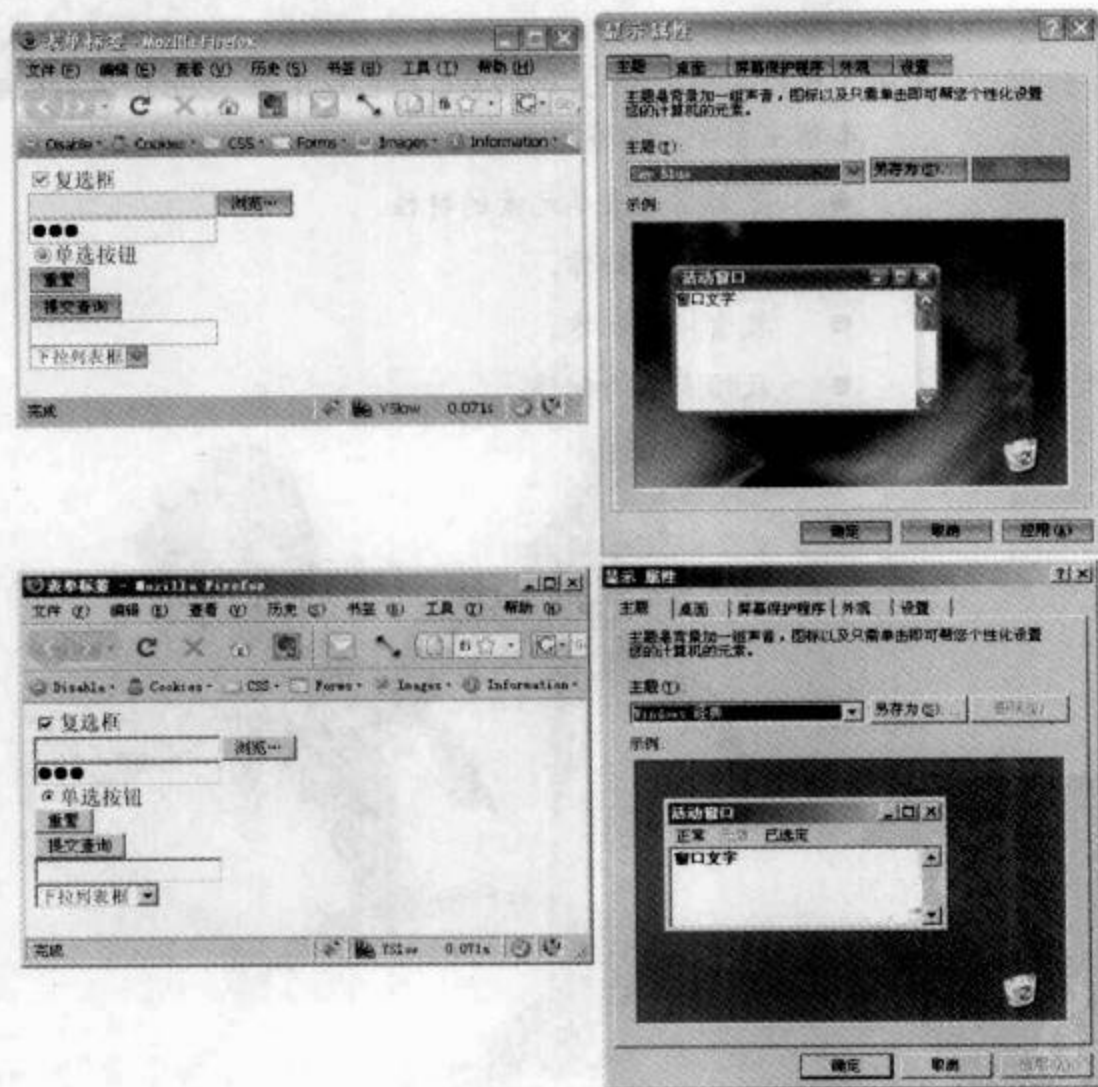 表单标签 - Mozilla Firefox
文件(F) 编辑(E) 查看(V) 历史(S) 书签(B) 工具(T) 帮助(H)
Disable Cookies CSS Forms Images Information
复选框
浏览…
单选按钮
重置
提交查询
下拉列表框
完成 YSlow 0.071s
显示 属性
主题 桌面 屏幕保护程序 外观 设置
主题是背景加一组声音，图标以及只需单击即可帮您个性化设置
您的计算机的元素。
主题(T):
另存为(S)...
示例:
活动窗口
窗口文字
确定 取消 应用(A)
表单标签 - Mozilla Firefox
文件(F) 编辑(E) 查看(V) 历史(S) 书签(B) 工具(T) 帮助(H)
Disable Cookies CSS Forms Images Information
复选框
浏览…
单选按钮
重置
提交查询
下拉列表框
完成 YSlow 0.071s
显示 属性
主题 桌面 屏幕保护程序 外观 设置
主题是背景加一组声音，图标以及只需单击即可帮您个性化设置
您的计算机的元素。
主题(T):
Windows 经典 另存为(S)...
示例:
活动窗口
正常 已选定
窗口文字
确定 取消 应用(A)